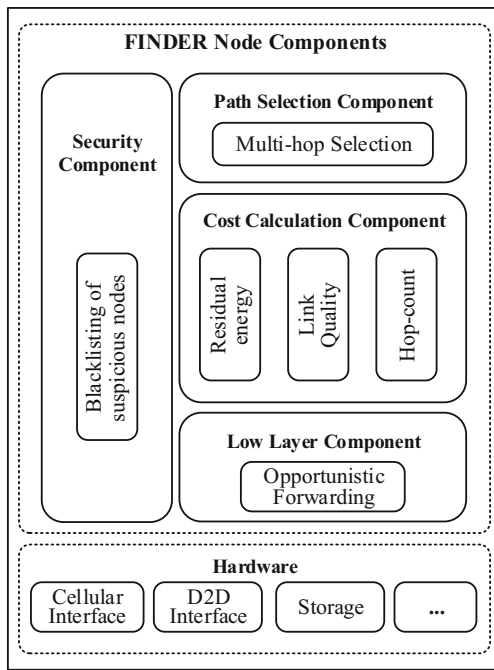 FINDER Node Components
Security
Component
Blacklisting of
suspicious nodes
Path Selection Component
Multi-hop Selection
Cost Calculation Component
Residual
energy
Link
Quality
Hop-count
Low Layer Component
Opportunistic
Forwarding
Hardware
Cellular
Interface
D2D
Interface
Storage
...